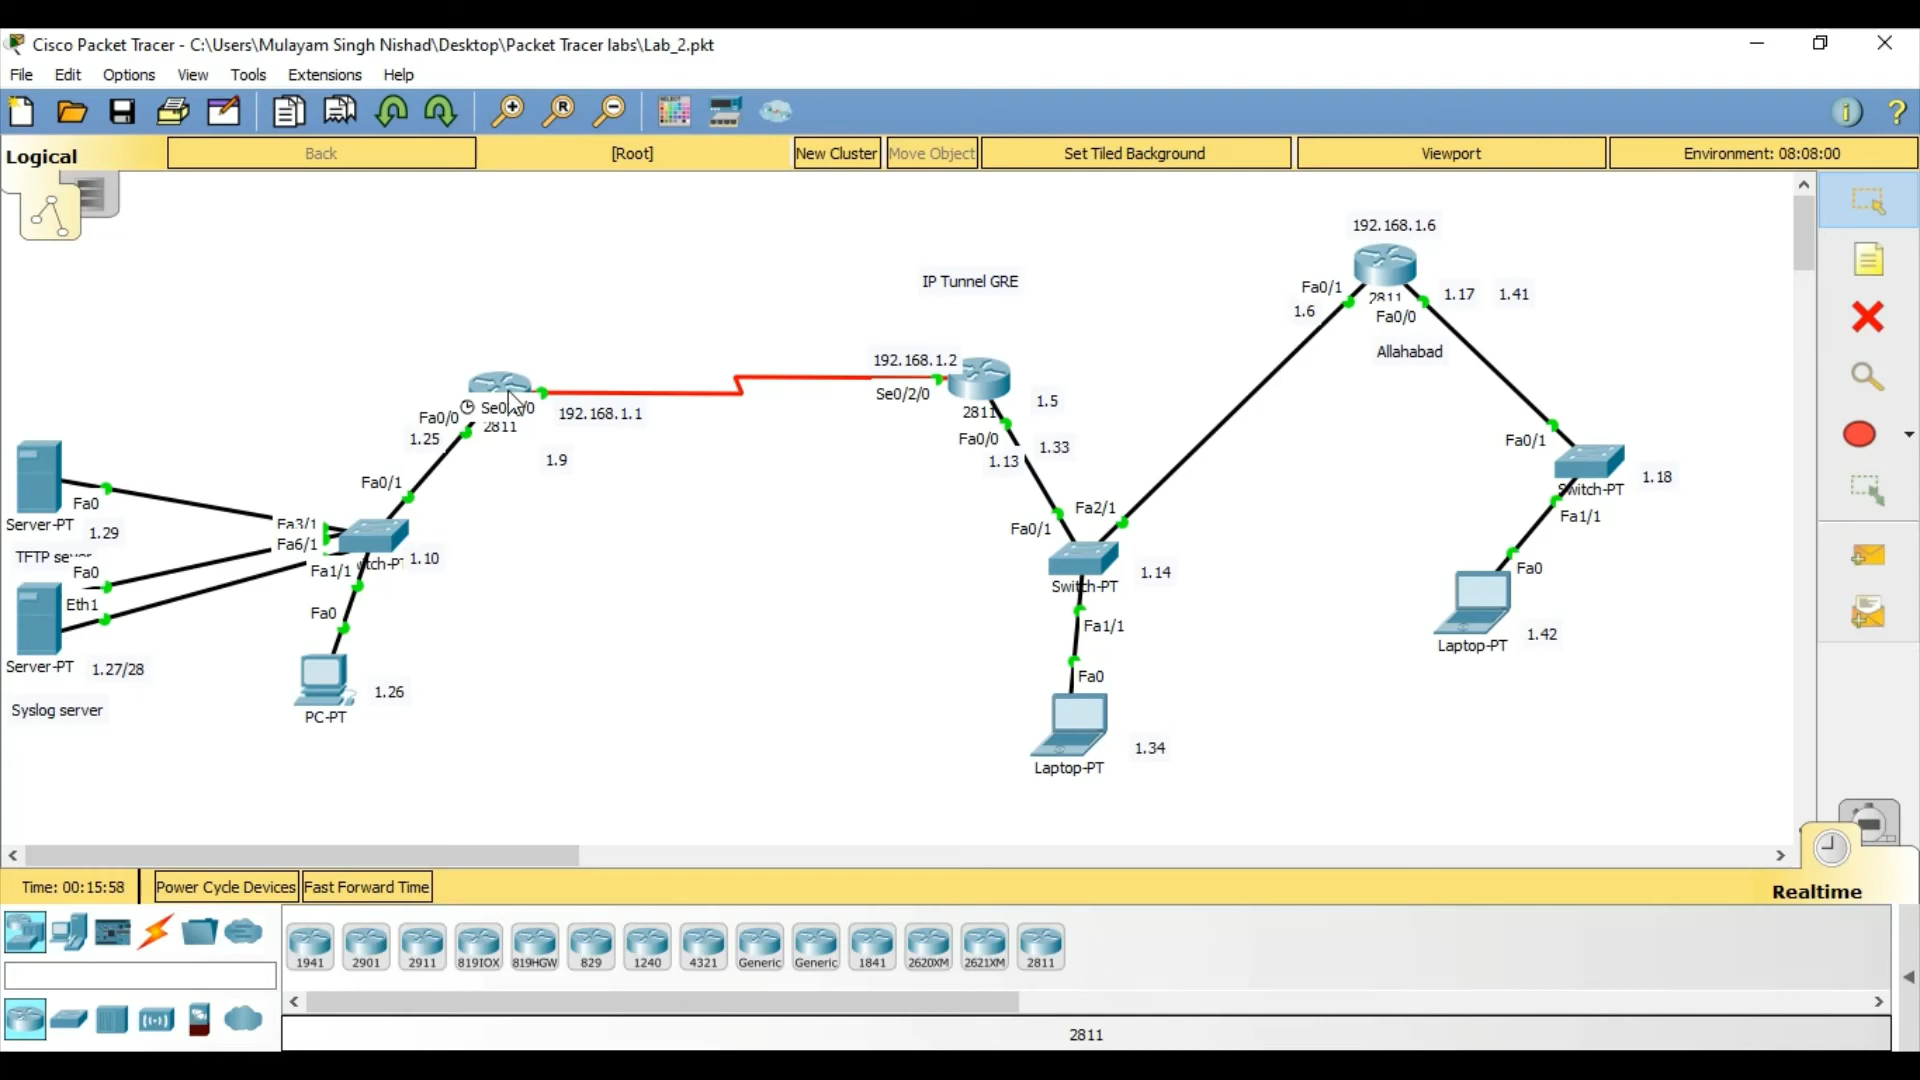 Cisco Packet Tracer - C:\Users\Mulayam Singh Nishad\Desktop\Packet Tracer labs\Lab_2.pkt
File Edit Options View Tools Extensions Help
Logical Back [Root] New Cluster Move Object Set Tiled Background Viewport Environment: 08:08:00
192.168.1.6
IP Tunnel GRE
Fa0/1 2811 1.17 1.41
1.6 Fa0/0
Allahabad
192.168.1.2
Se0/2/0
1.5
2811
Fa0/0 Se0 /0 192.168.1.1
2811
1.25
1.9
Fa0/0 1.33
1.13
Fa0/1
1.18
Switch-PT
Fa0/1
Fa0
Server-PT 1.29
Fa3/1
Fa6/1
Fa1/1
1.10
TFTP
Fa0
Eth1
Server-PT 1.27/28
Syslog server
Fa0
1.26
PC-PT
Fa2/1
Fa0/1
Switch-PT 1.14
Fa1/1
Fa0
1.34
Laptop-PT
Fa1/1
Fa0
1.42
Laptop-PT
Time: 00:15:58 Power Cycle Devices Fast Forward Time Realtime
1941 2901 2911 819IOX 819HGW 829 1240 4321 Generic Generic 1841 2620XM 2621XM 2811
2811